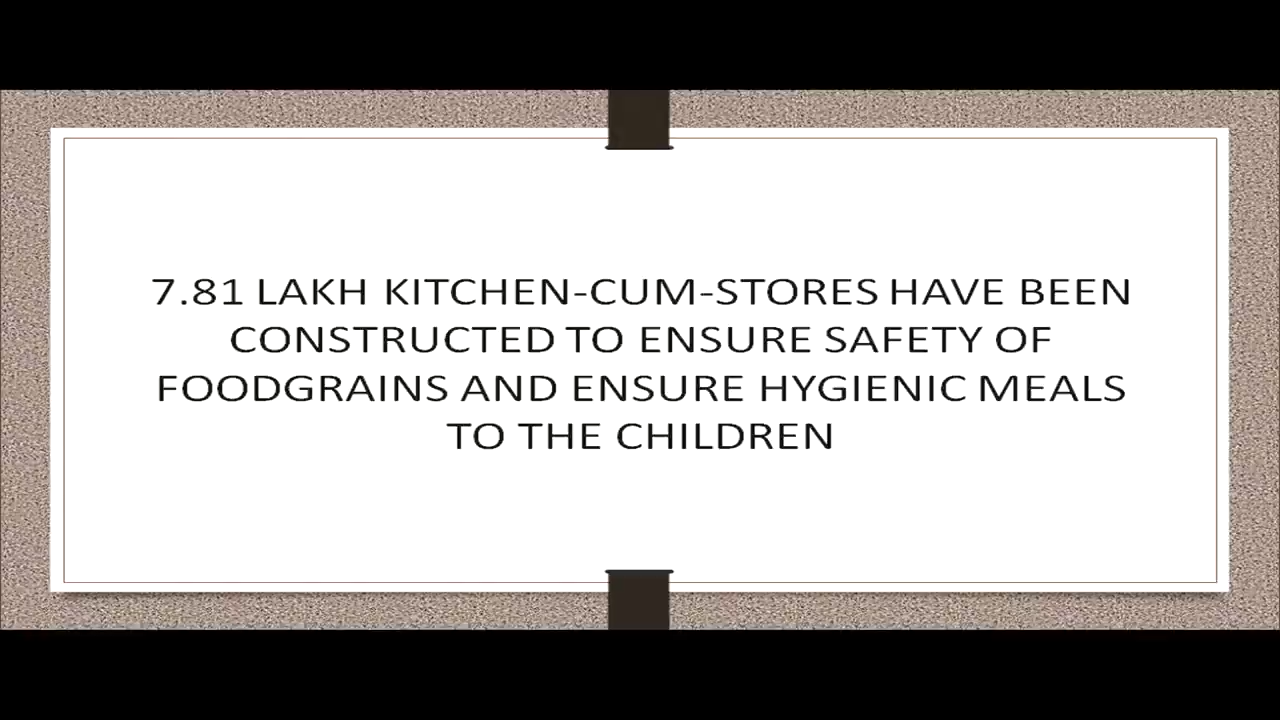 7.81 LAKH KITCHEN-CUM-STORES HAVE BEEN
CONSTRUCTED TO ENSURE SAFETY OF
FOODGRAINS AND ENSURE HYGIENIC MEALS
TO THE CHILDREN